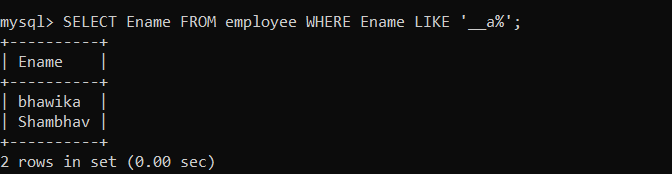 mysql> SELECT Ename FROM employee WHERE Ename LIKE '__a%';
+----------+
| Ename    |
+----------+
| bhawika  |
| Shambhav |
+----------+
2 rows in set (0.00 sec)